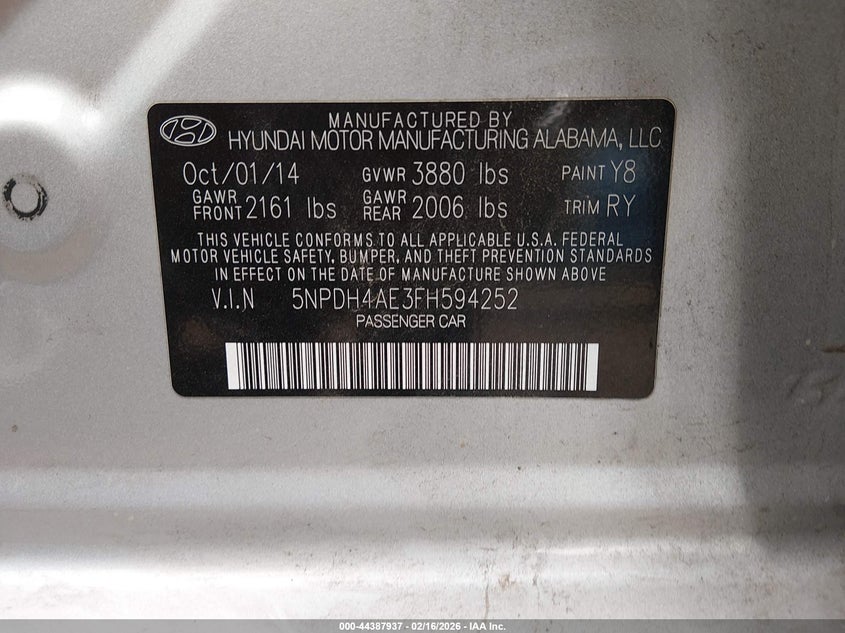 MANUFACTURED BY
HYUNDAI MOTOR MANUFACTURING ALABAMA, LLC
Oct/01/14 GVWR 3880 lbs PAINT Y8
GAWR FRONT 2161 lbs GAWR REAR 2006 lbs TRIM RY
THIS VEHICLE CONFORMS TO ALL APPLICABLE U.S.A. FEDERAL
MOTOR VEHICLE SAFETY, BUMPER, AND THEFT PREVENTION STANDARDS
IN EFFECT ON THE DATE OF MANUFACTURE SHOWN ABOVE
V.I.N 5NPDH4AE3FH594252
PASSENGER CAR
000-44387937 - 02/16/2026 - IAA Inc.